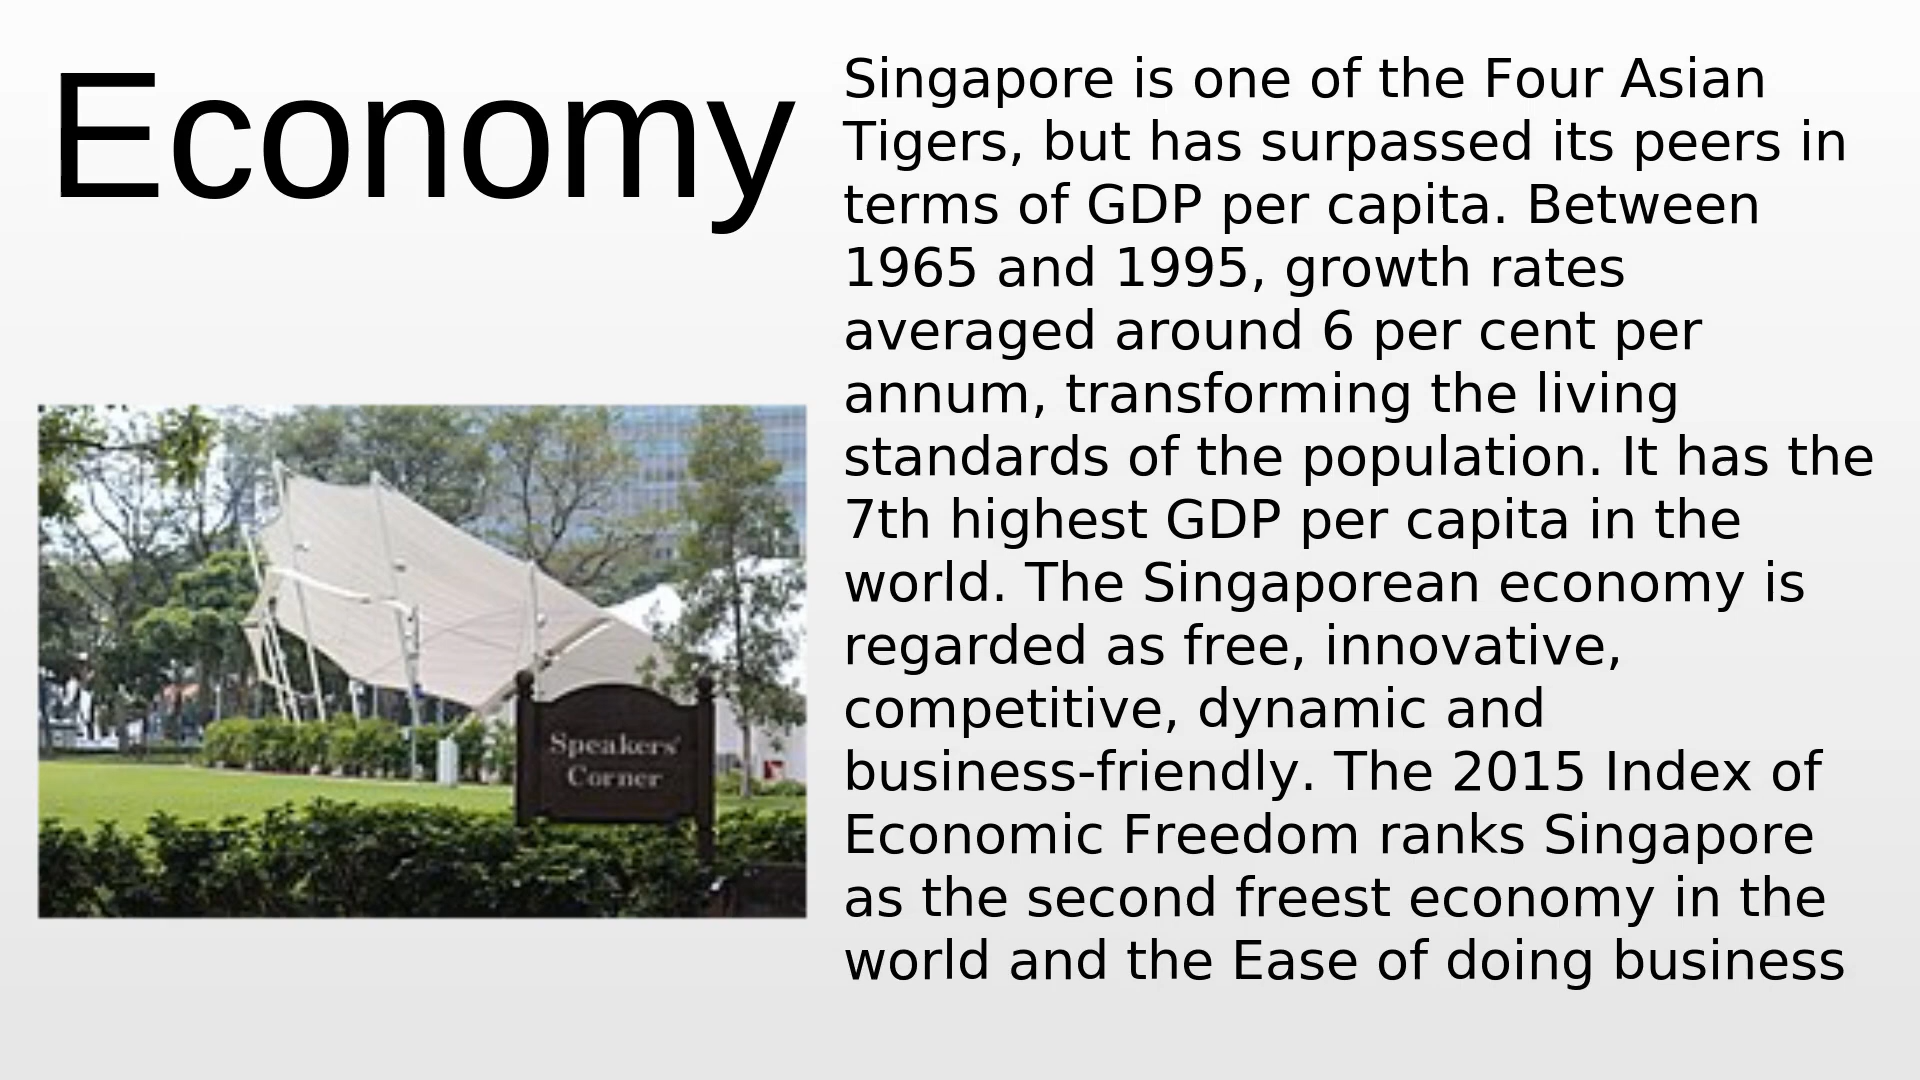 Economy
Singapore is one of the Four Asian
Tigers, but has surpassed its peers in
terms of GDP per capita. Between
1965 and 1995, growth rates
averaged around 6 per cent per
annum, transforming the living
standards of the population. It has the
7th highest GDP per capita in the
world. The Singaporean economy is
regarded as free, innovative,
competitive, dynamic and
business-friendly. The 2015 Index of
Economic Freedom ranks Singapore
as the second freest economy in the
world and the Ease of doing business
Speakers'
Corner